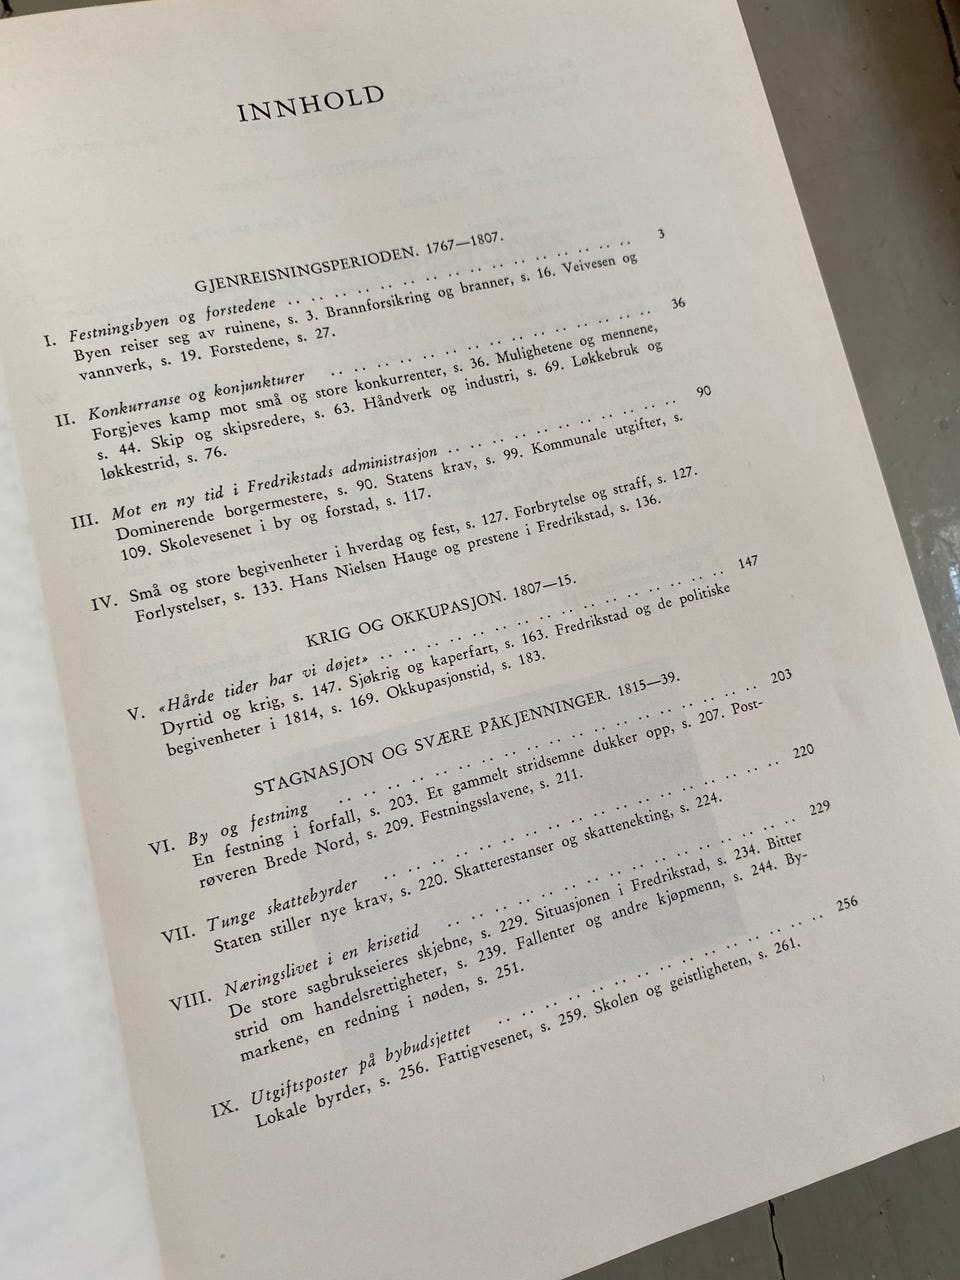 INNHOLD
GJENREISNINGSPERIODEN. 1767—1807.
I. Festningsbyen og forstedene .. .. .. .. .. .. .. .. .. .. .. .. .. .. .. 3
Byen reiser seg av ruinene, s. 3. Brannforsikring og branner, s. 16. Veivesen og
vannverk, s. 19. Forstedene, s. 27.
II. Konkurranse og konjunkturer .. .. .. .. .. .. .. .. .. .. .. .. .. .. 36
Forgjeves kamp mot små og store konkurrenter, s. 36. Mulighetene og mennene,
s. 44. Skip og skipsredere, s. 63. Håndverk og industri, s. 69. Løkkebruk og
løkkestrid, s. 76.
III. Mot en ny tid i Fredrikstads administrasjon .. .. .. .. .. .. .. .. .. .. 90
Dominerende borgermestere, s. 90. Statens krav, s. 99. Kommunale utgifter, s.
109. Skolevesenet i by og forstad, s. 117.
IV. Små og store begivenheter i hverdag og fest, s. 127. Forbrytelse og straff, s. 127.
Forlystelser, s. 133. Hans Nielsen Hauge og prestene i Fredrikstad, s. 136.
KRIG OG OKKUPASJON. 1807—15.
V. «Hårde tider har vi døjet» .. .. .. .. .. .. .. .. .. .. .. .. .. .. .. 147
Dyrtid og krig, s. 147. Sjøkrig og kaperfart, s. 163. Fredrikstad og de politiske
begivenheter i 1814, s. 169. Okkupasjonstid, s. 183.
STAGNASJON OG SVÆRE PÅKJENNINGER. 1815—39.
VI. By og festning .. .. .. .. .. .. .. .. .. .. .. .. .. .. .. .. .. .. 203
En festning i forfall, s. 203. Et gammelt stridsemne dukker opp, s. 207. Post-
røveren Brede Nord, s. 209. Festningsslavene, s. 211.
VII. Tunge skattebyrder .. .. .. .. .. .. .. .. .. .. .. .. .. .. .. .. .. 220
Staten stiller nye krav, s. 220. Skatterestanser og skattenekting, s. 224.
VIII. Næringslivet i en krisetid .. .. .. .. .. .. .. .. .. .. .. .. .. .. .. .. 229
De store sagbrukseieres skjebne, s. 229. Situasjonen i Fredrikstad, s. 234. Bitter
strid om handelsrettigheter, s. 239. Fallenter og andre kjøpmenn, s. 244. By-
markene, en redning i nøden, s. 251.
IX. Utgiftsposter på bybudsjettet .. .. .. .. .. .. .. .. .. .. .. .. .. .. 256
Lokale byrder, s. 256. Fattigvesenet, s. 259. Skolen og geistligheten, s. 261.